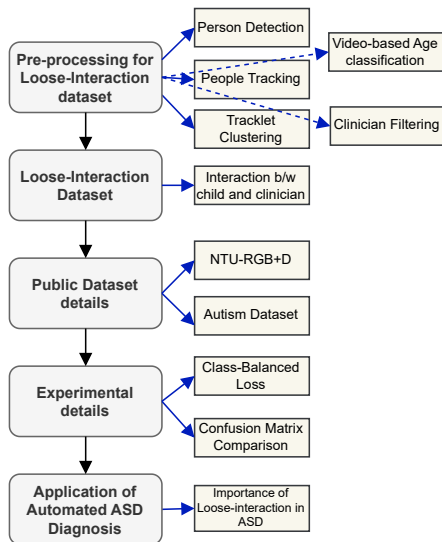 Person Detection
Video-based Age
classification
Pre-processing for
Loose-Interaction
dataset
People Tracking
Tracklet
Clustering
Clinician Filtering
Loose-Interaction
Dataset
Interaction b/w
child and clinician
NTU-RGB+D
Public Dataset
details
Autism Dataset
Class-Balanced
Loss
Experimental
details
Confusion Matrix
Comparison
Application of
Automated ASD
Diagnosis
Importance of
Loose-interaction in
ASD